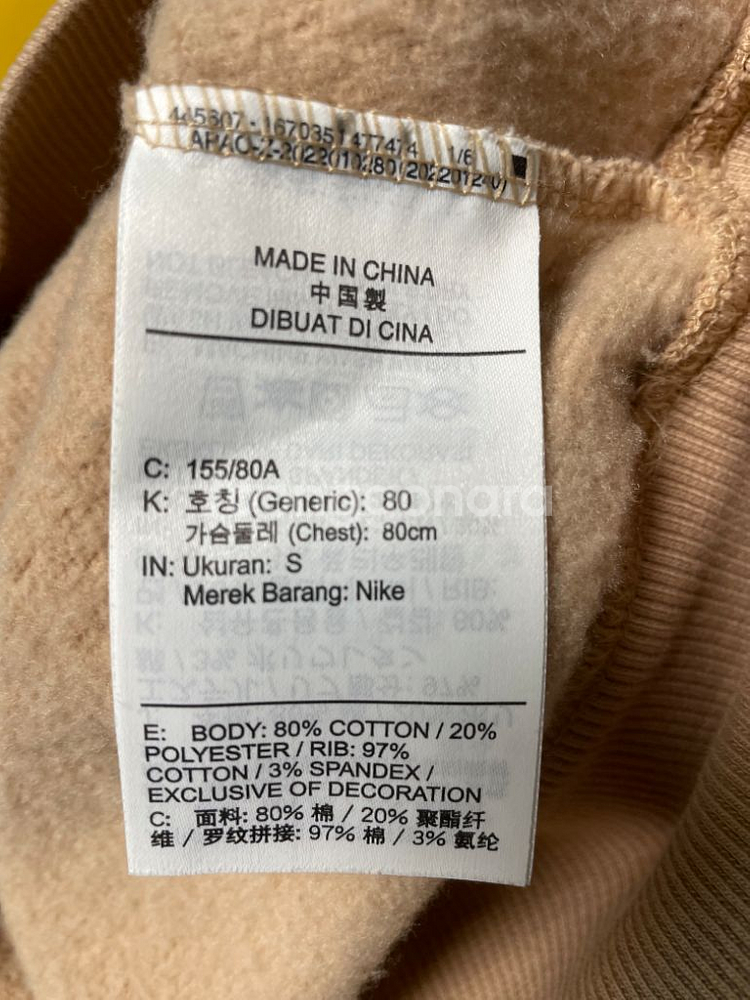 1670351477474 1/6
MADE IN CHINA
中国製
DIBUAT DI CINA
C: 155/80A
K: 호칭 (Generic): 80
가슴둘레 (Chest): 80cm
IN: Ukuran: S
Merek Barang: Nike
E: BODY: 80% COTTON / 20%
POLYESTER / RIB: 97%
COTTON / 3% SPANDEX /
EXCLUSIVE OF DECORATION
C: 面料: 80% 棉 / 20% 聚酯纤
维 / 罗纹拼接: 97% 棉 / 3% 氨纶